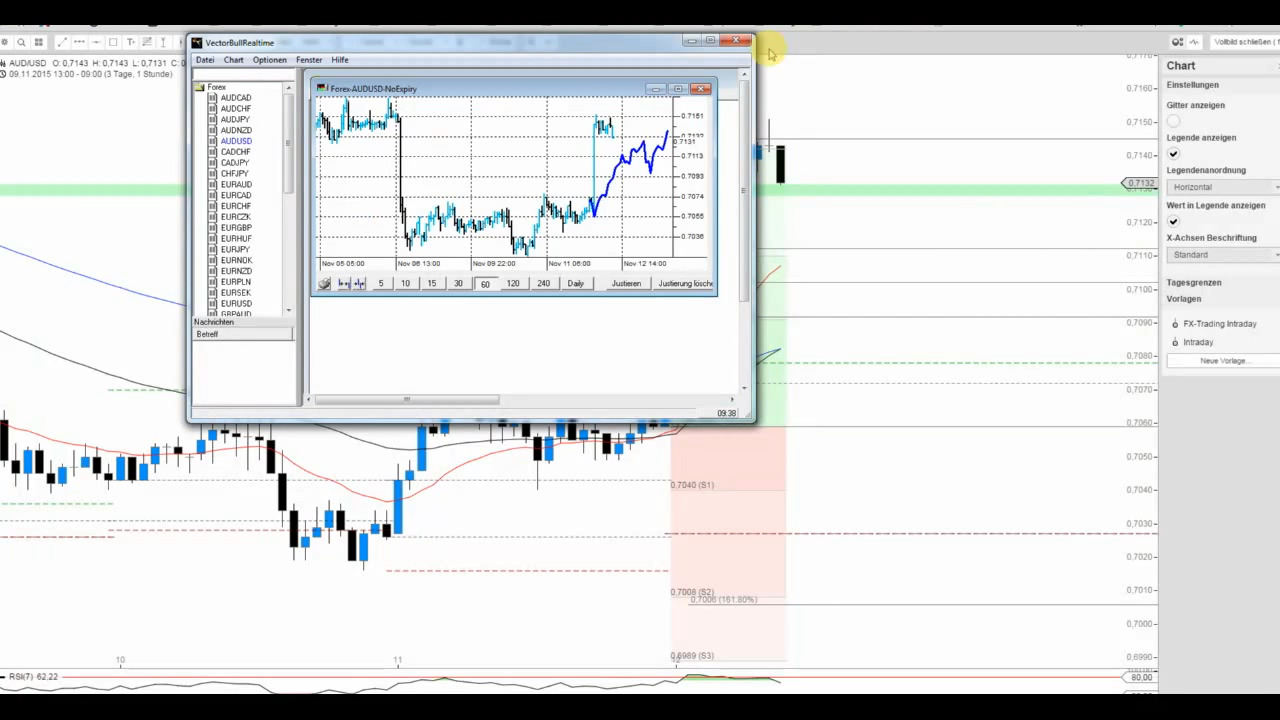 AUDUSD O: 0,7143 H: 0,7143 L:
09.11.2015 13:00 - 09:00 (3 Tage, 1 Stunde)
VectorBullRealtime
Datei Chart Optionen Fenster Hilfe
Forex
AUDCAD
AUDCHF
AUDJPY
AUDNZD
AUDUSD
CADCHF
CADJPY
CHFJPY
EURAUD
EURCAD
EURCHF
EURCZK
EURGBP
EURHUF
EURJPY
EURNOK
EURNZD
EURPLN
EURSEK
EURUSD
GBPAUD
Nachrichten
Betreff
Forex-AUDUSD-NoExpiry
0.7151
0.7132
0.7131
0.7113
0.7093
0.7074
0.7055
0.7036
Nov 05 05:00 Nov 06 13:00 Nov 09 22:00 Nov 11 06:00 Nov 12 14:00
5 10 15 30 60 120 240 Daily Justieren Justierung lösche
09:38
0,7160
0,7150
0,7140
0,7132
0,7120
0,7110
0,7100
0,7090
0,7080
0,7070
0,7060
0,7050
0,7040
0,7030
0,7020
0,7010
0,7000
0,6990
0,7040 (S1)
0,7008 (S2)
0,7006 (161.80%)
0,6989 (S3)
10 11 12
RSI(7) 62,22
80,00
Vollbild schließen (
Chart
Einstellungen
Gitter anzeigen
Legende anzeigen
Legendenanordnung
Horizontal
Wert in Legende anzeigen
X-Achsen Beschriftung
Standard
Tagesgrenzen
Vorlagen
FX-Trading Intraday
Intraday
Neue Vorlage...